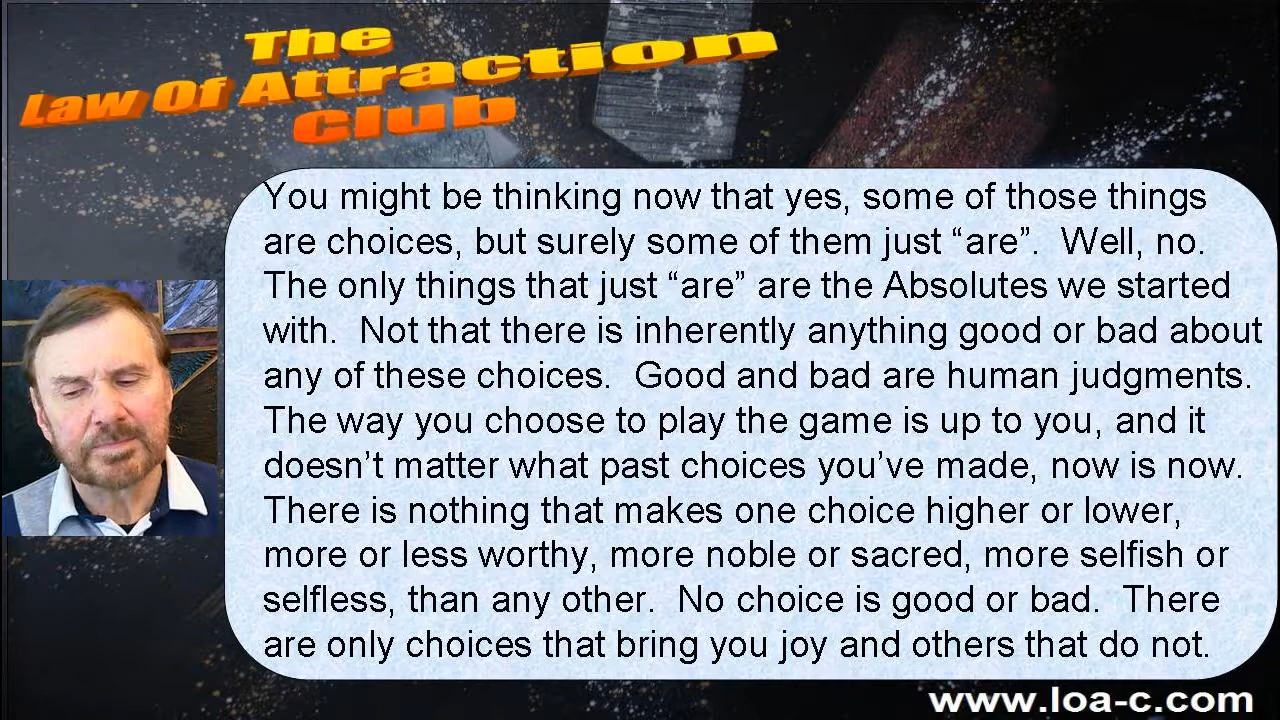 The
Law Of Attraction
Club
You might be thinking now that yes, some of those things
are choices, but surely some of them just “are”.  Well, no.
The only things that just “are” are the Absolutes we started
with.  Not that there is inherently anything good or bad about
any of these choices.  Good and bad are human judgments.
The way you choose to play the game is up to you, and it
doesn’t matter what past choices you’ve made, now is now.
There is nothing that makes one choice higher or lower,
more or less worthy, more noble or sacred, more selfish or
selfless, than any other.  No choice is good or bad.  There
are only choices that bring you joy and others that do not.
www.loa-c.com